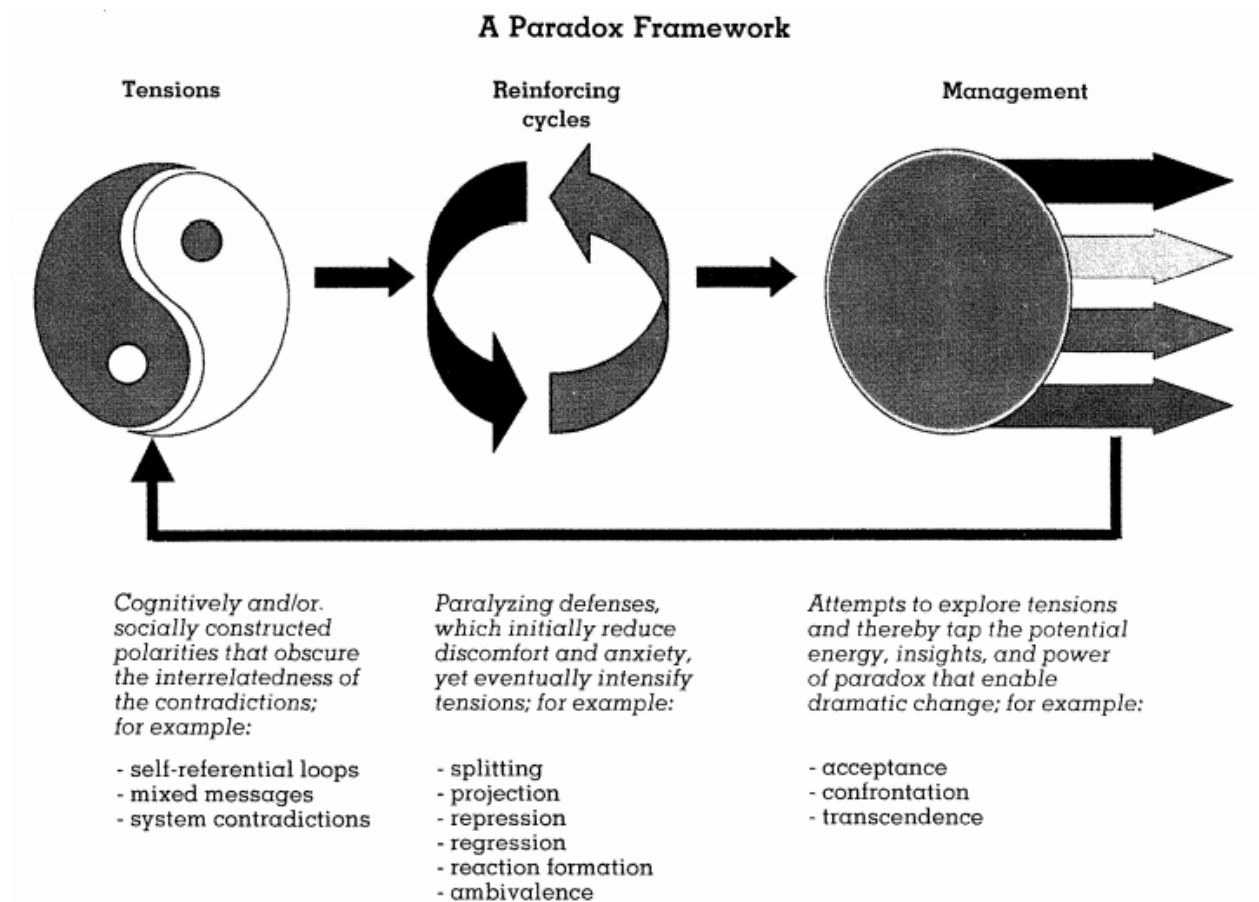 A Paradox Framework
Tensions
Reinforcing
cycles
Management
Cognitively and/or
socially constructed
polarities that obscure
the interrelatedness of
the contradictions;
for example:
- self-referential loops
- mixed messages
- system contradictions
Paralyzing defenses,
which initially reduce
discomfort and anxiety,
yet eventually intensify
tensions; for example:
- splitting
- projection
- repression
- regression
- reaction formation
- ambivalence
Attempts to explore tensions
and thereby tap the potential
energy, insights, and power
of paradox that enable
dramatic change; for example:
- acceptance
- confrontation
- transcendence